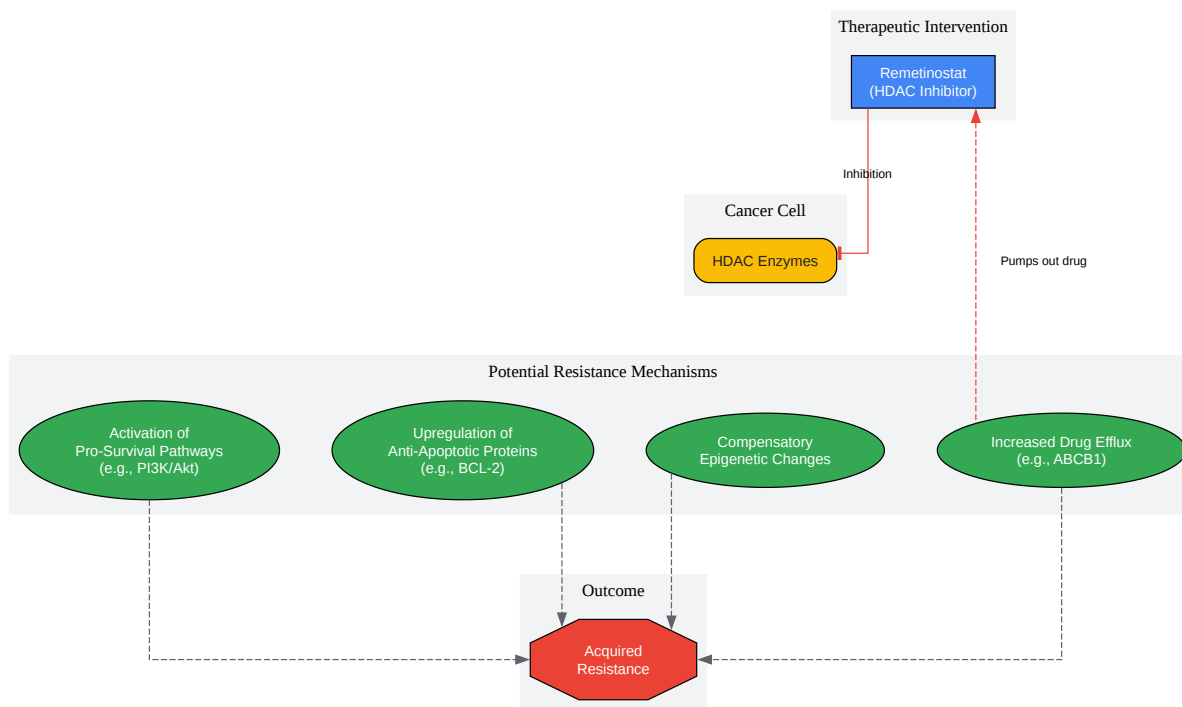 Therapeutic Intervention
Remetinostat
(HDAC Inhibitor)
Inhibition
Cancer Cell
HDAC Enzymes
Pumps out drug
Potential Resistance Mechanisms
Activation of
Pro-Survival Pathways
(e.g., PI3K/Akt)
Upregulation of
Anti-Apoptotic Proteins
(e.g., BCL-2)
Compensatory
Epigenetic Changes
Increased Drug Efflux
(e.g., ABCB1)
Outcome
Acquired
Resistance